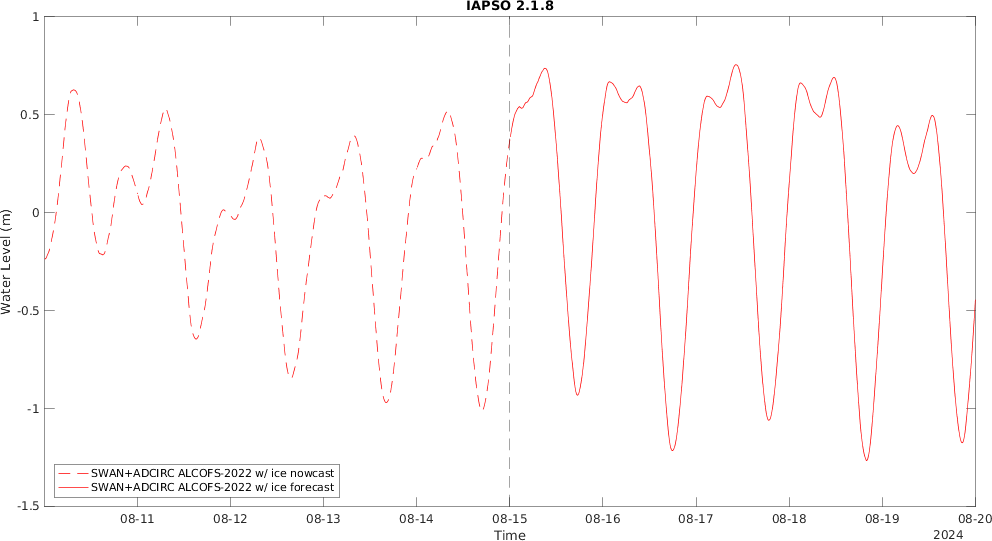 IAPSO 2.1.8
1
0.5
0
-0.5
-1
-1.5
Water Level (m)
SWAN+ADCIRC ALCOFS-2022 w/ ice nowcast
SWAN+ADCIRC ALCOFS-2022 w/ ice forecast
08-11 08-12 08-13 08-14 08-15 08-16 08-17 08-18 08-19 08-20
Time
2024